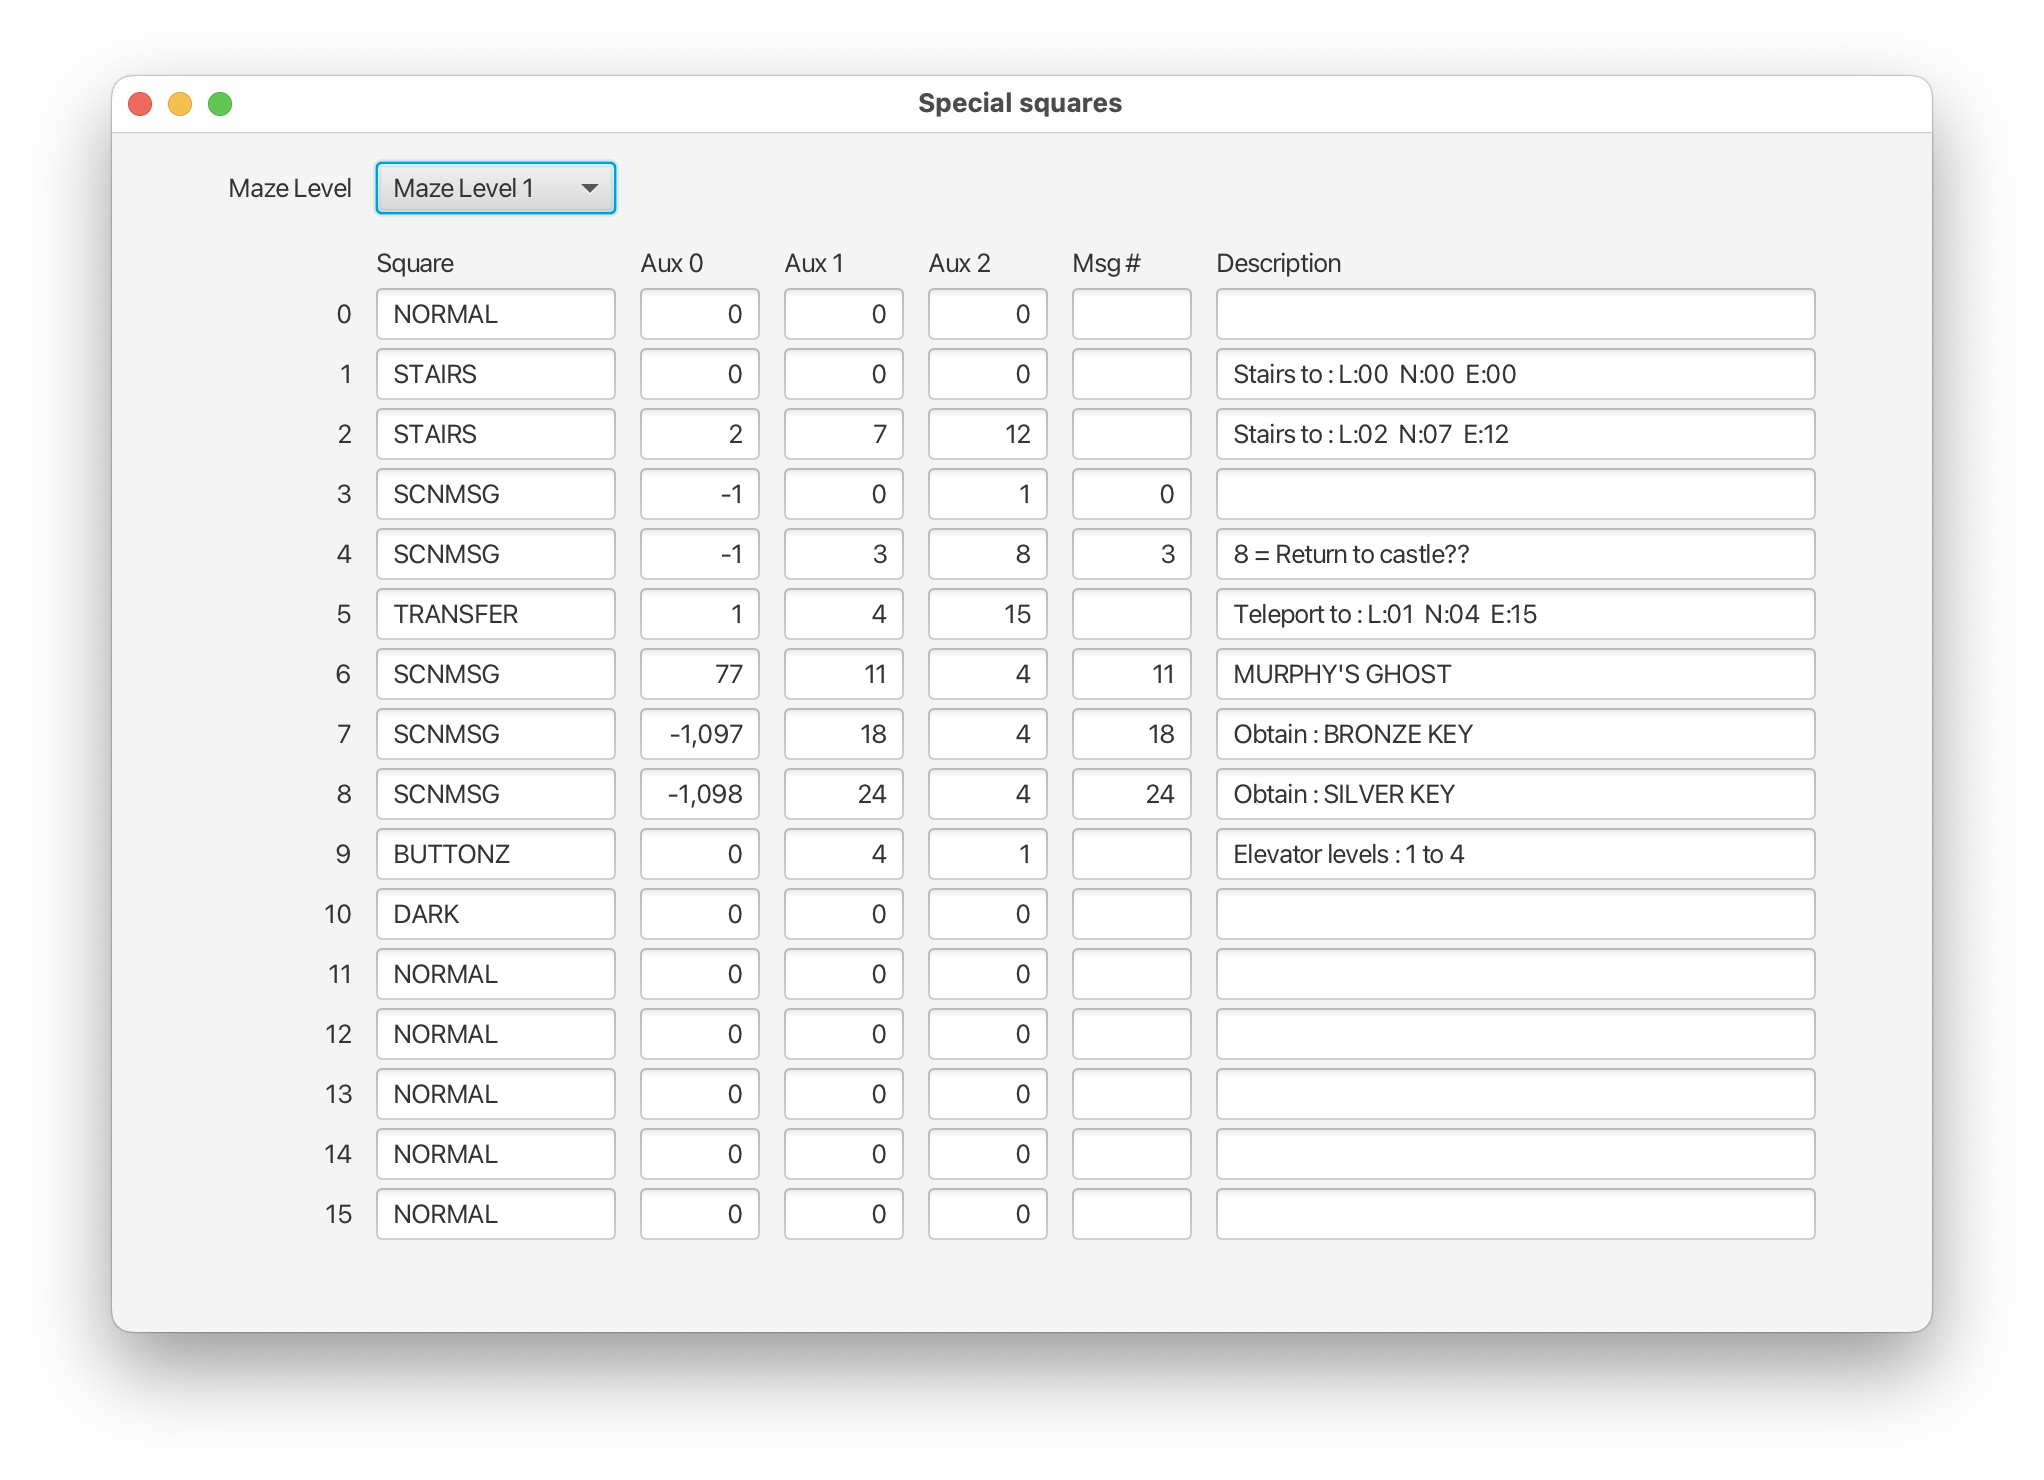 Special squares
Maze Level Maze Level 1
Square Aux 0 Aux 1 Aux 2 Msg # Description
0 NORMAL 0 0 0
1 STAIRS 0 0 0 Stairs to : L:00 N:00 E:00
2 STAIRS 2 7 12 Stairs to : L:02 N:07 E:12
3 SCNMSG -1 0 1 0
4 SCNMSG -1 3 8 3 8 = Return to castle??
5 TRANSFER 1 4 15 Teleport to : L:01 N:04 E:15
6 SCNMSG 77 11 4 11 MURPHY'S GHOST
7 SCNMSG -1,097 18 4 18 Obtain : BRONZE KEY
8 SCNMSG -1,098 24 4 24 Obtain : SILVER KEY
9 BUTTONZ 0 4 1 Elevator levels : 1 to 4
10 DARK 0 0 0
11 NORMAL 0 0 0
12 NORMAL 0 0 0
13 NORMAL 0 0 0
14 NORMAL 0 0 0
15 NORMAL 0 0 0